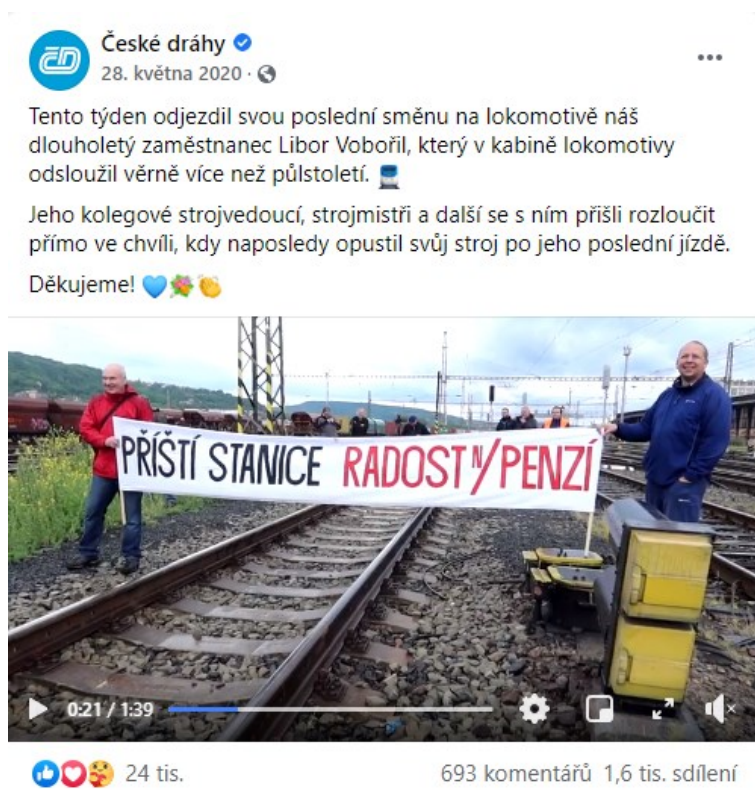 České dráhy
28. května 2020 ·
Tento týden odjezdil svou poslední směnu na lokomotivě náš
dlouholetý zaměstnanec Libor Vobořil, který v kabině lokomotivy
odsloužil věrně více než půlstoletí.
Jeho kolegové strojvedoucí, strojmistři a další se s ním přišli rozloučit
přímo ve chvíli, kdy naposledy opustil svůj stroj po jeho poslední jízdě.
Děkujeme!
PŘÍŠTÍ STANICE RADOST N/PENZÍ
0:21 / 1:39
24 tis.
693 komentářů 1,6 tis. sdílení